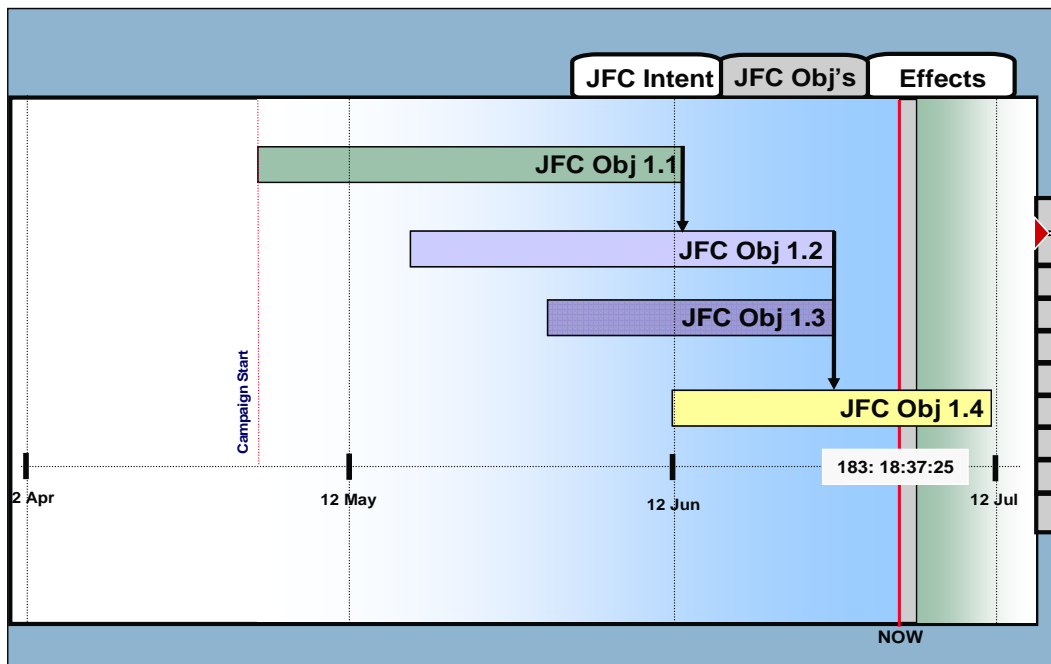 JFC Intent
JFC Obj's
Effects
JFC Obj 1.1
JFC Obj 1.2
JFC Obj 1.3
Campaign Start
JFC Obj 1.4
183: 18:37:25
2 Apr
12 May
12 Jun
12 Jul
NOW